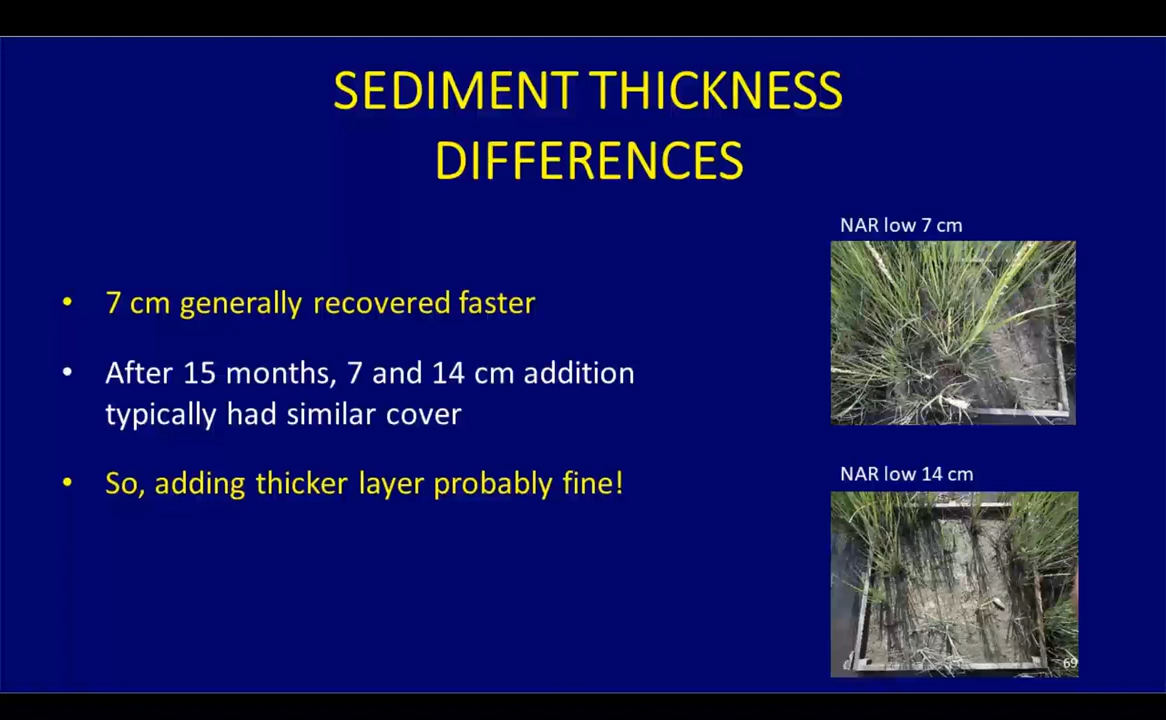 SEDIMENT THICKNESS
DIFFERENCES
• 7 cm generally recovered faster
• After 15 months, 7 and 14 cm addition
typically had similar cover
• So, adding thicker layer probably fine!
NAR low 7 cm
NAR low 14 cm
69